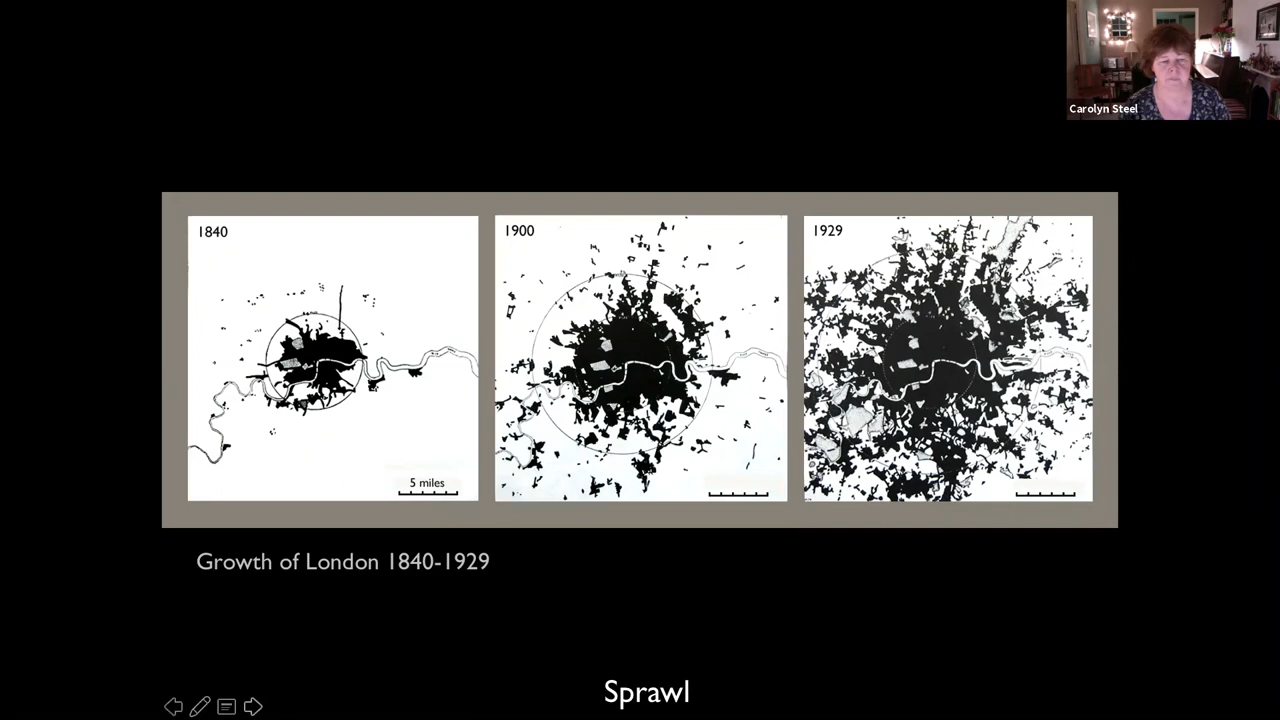 Carolyn Steel
1840
1900
1929
5 miles
Growth of London 1840-1929
Sprawl